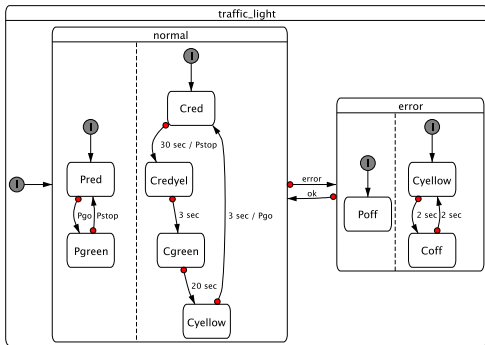 traffic_light
normal
I
Cred
error
I
30 sec / Pstop
I
I
Pred
Credyel
error
Cyellow
I
ok
Pgo
Pstop
3 sec
3 sec / Pgo
Poff
2 sec
2 sec
Pgreen
Cgreen
Coff
20 sec
Cyellow